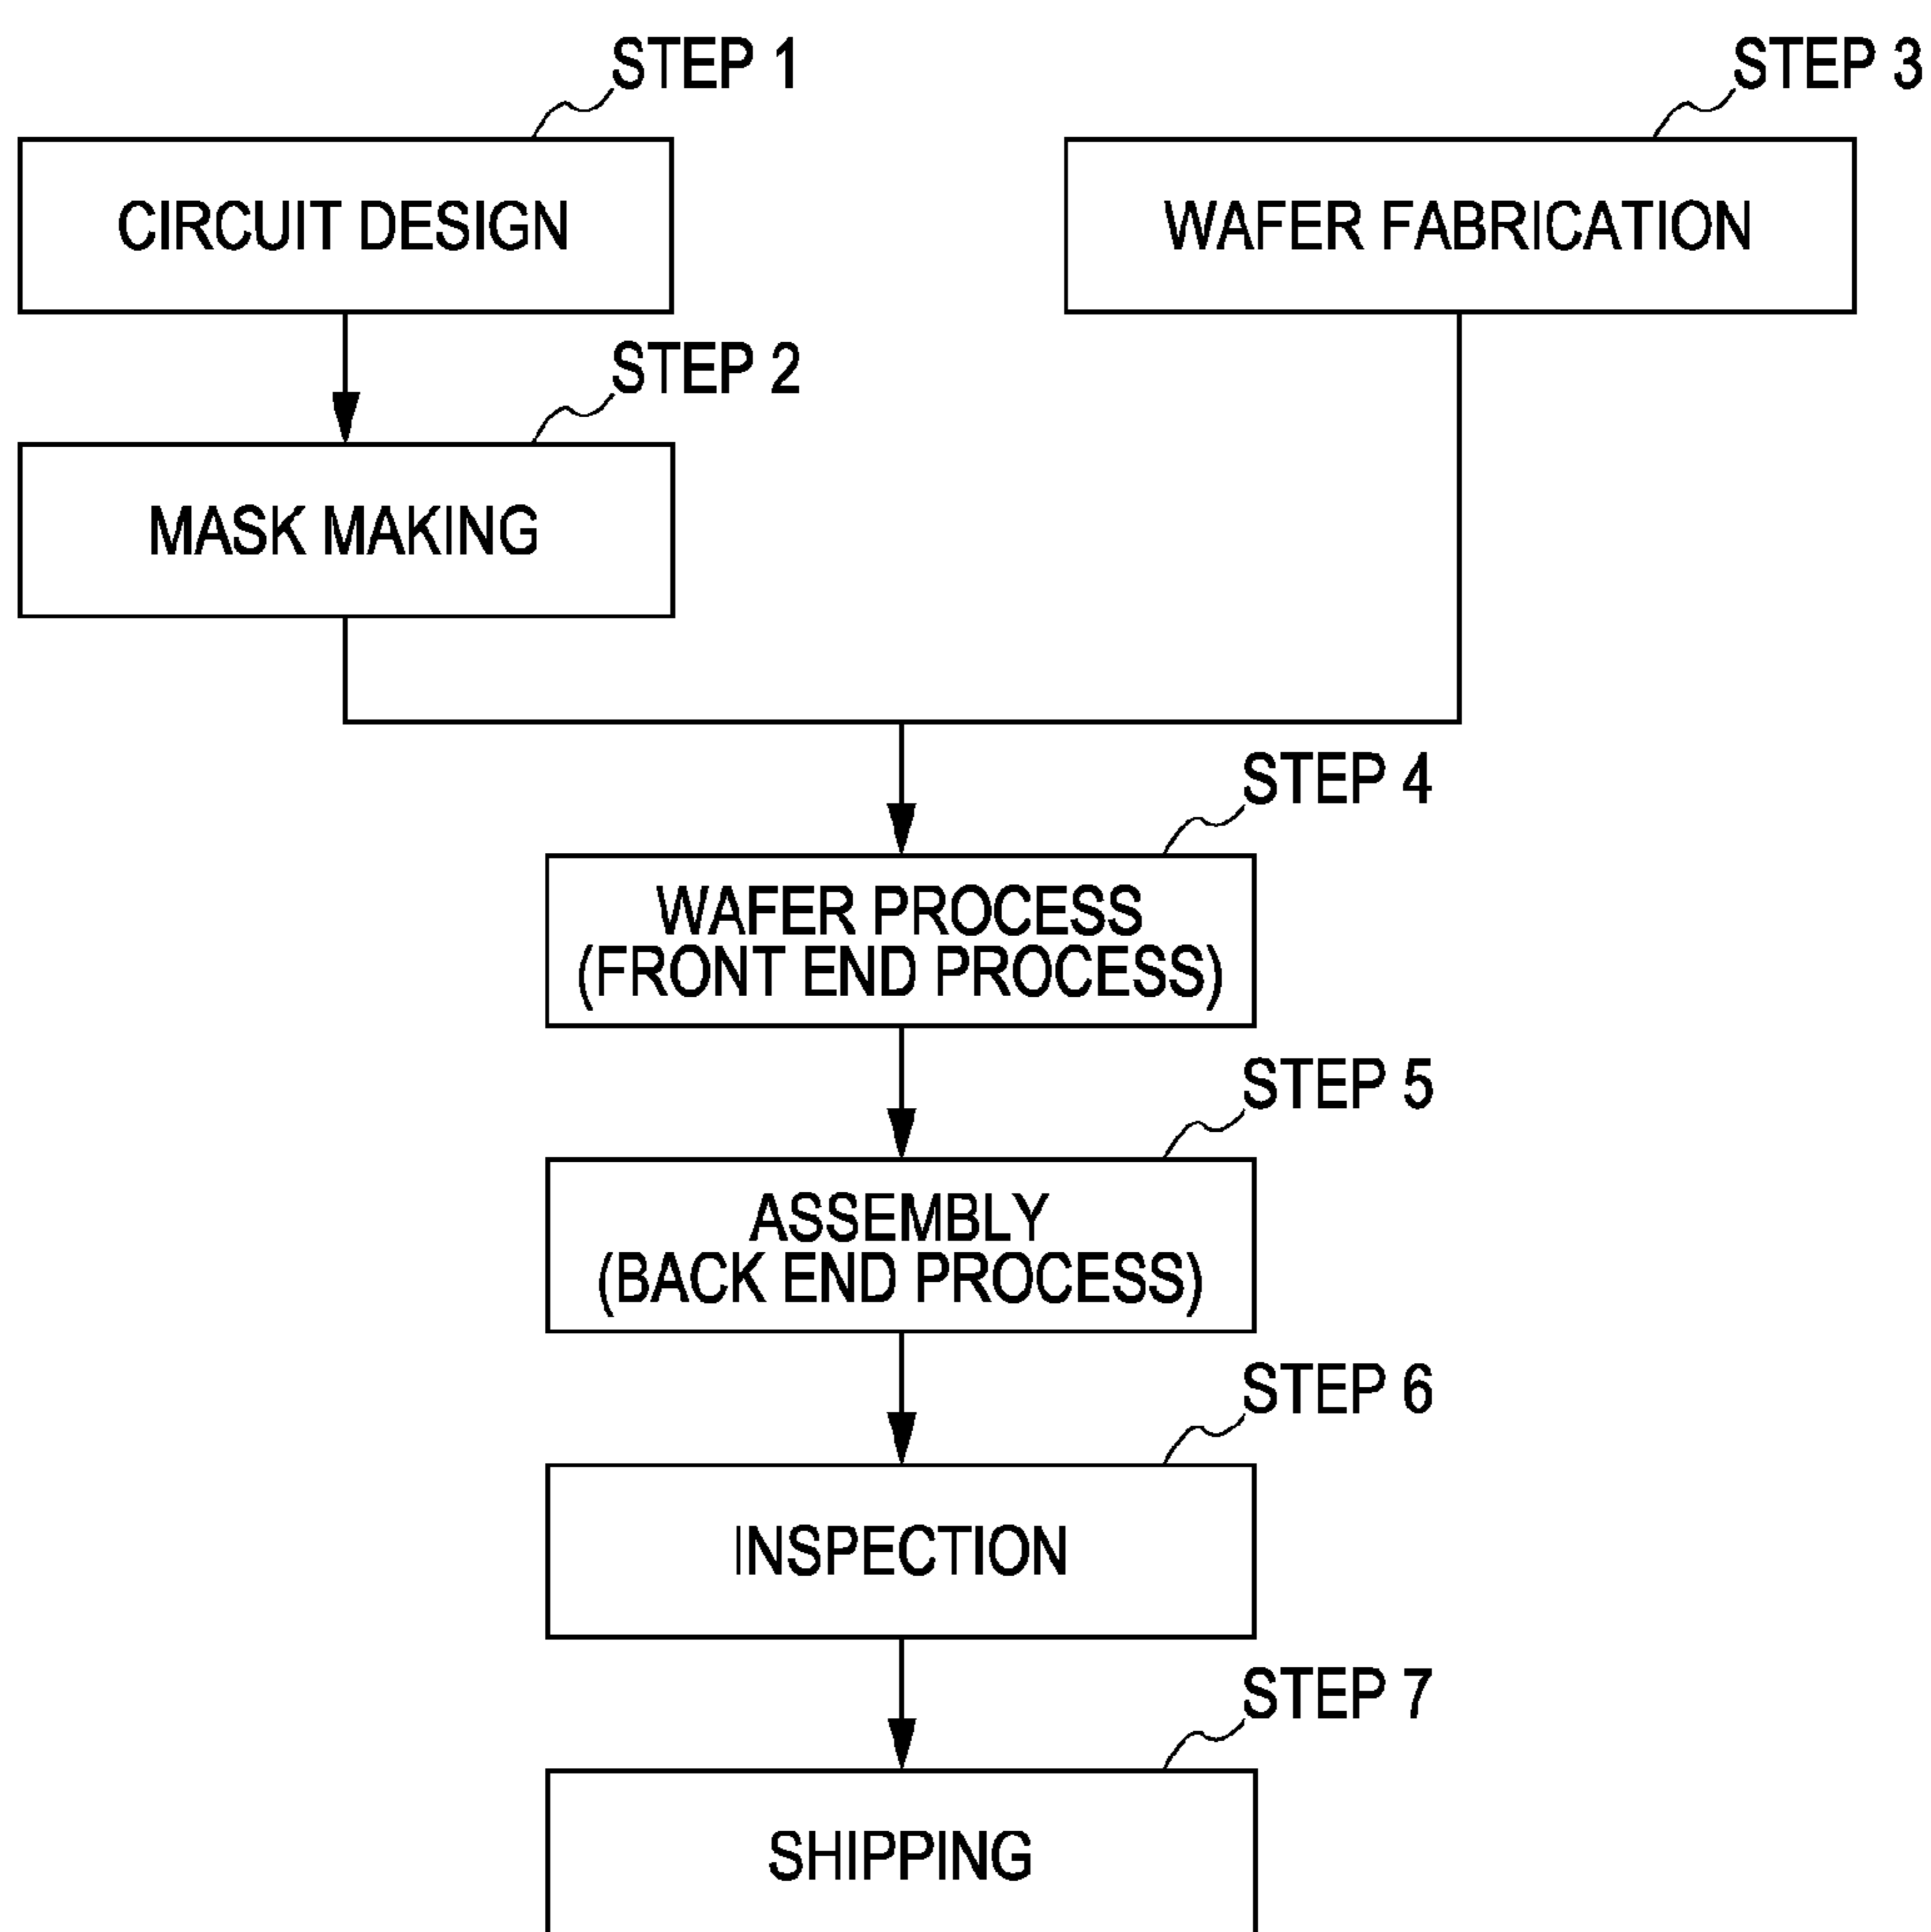 STEP 1
STEP 3
CIRCUIT DESIGN
WAFER FABRICATION
STEP 2
MASK MAKING
STEP 4
WAFER PROCESS
(FRONT END PROCESS)
STEP 5
ASSEMBLY
(BACK END PROCESS)
STEP 6
INSPECTION
STEP 7
SHIPPING